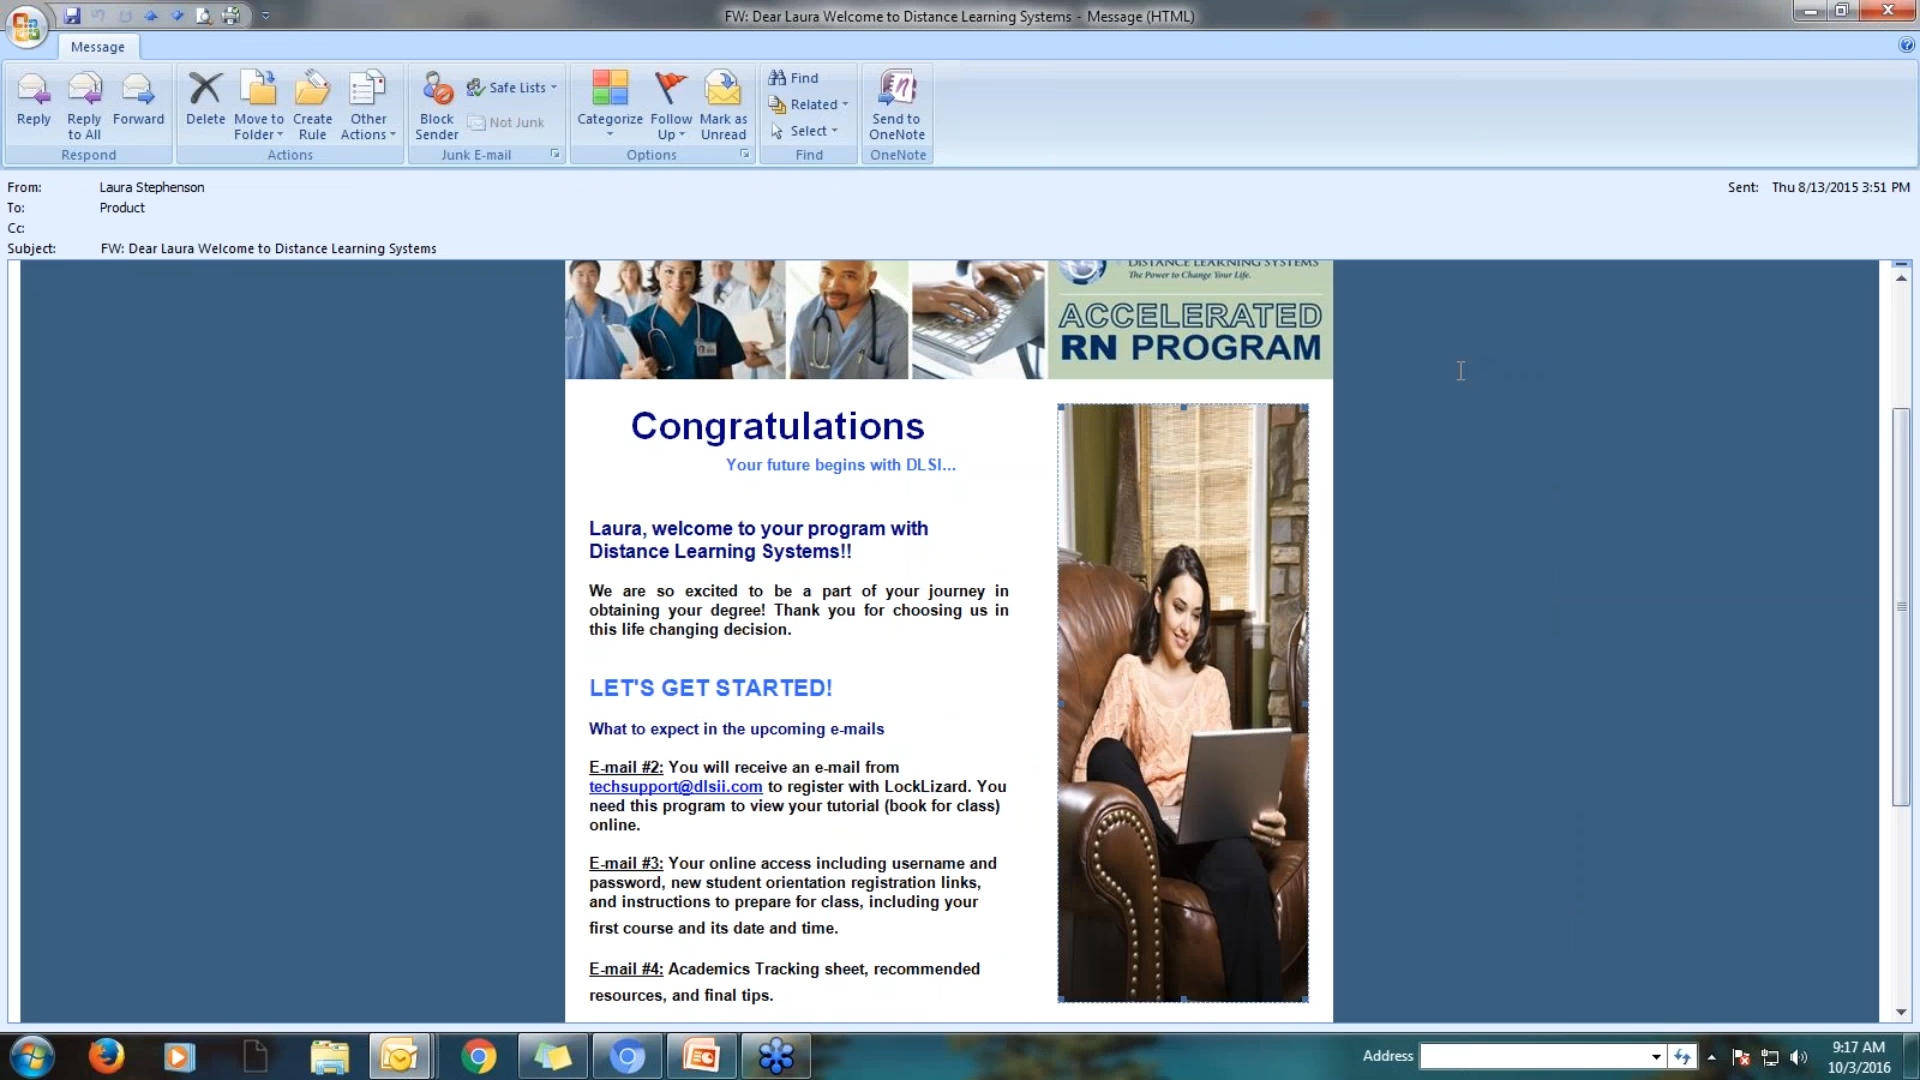 FW: Dear Laura Welcome to Distance Learning Systems - Message (HTML)
Message
Reply
Reply to All
Forward
Respond
Delete
Move to Folder
Create Rule
Other Actions
Actions
Block Sender
Safe Lists
Not Junk
Junk E-mail
Categorize
Follow Up
Mark as Unread
Options
Find
Related
Select
Find
Send to OneNote
OneNote
From: Laura Stephenson
Sent: Thu 8/13/2015 3:51 PM
To: Product
Cc:
Subject: FW: Dear Laura Welcome to Distance Learning Systems
DISTANCE LEARNING SYSTEMS
The Power to Change Your Life.
ACCELERATED
RN PROGRAM
Congratulations
Your future begins with DLSI...
Laura, welcome to your program with
Distance Learning Systems!!
We are so excited to be a part of your journey in
obtaining your degree! Thank you for choosing us in
this life changing decision.
LET'S GET STARTED!
What to expect in the upcoming e-mails
E-mail #2: You will receive an e-mail from
techsupport@dlsii.com to register with LockLizard. You
need this program to view your tutorial (book for class)
online.
E-mail #3: Your online access including username and
password, new student orientation registration links,
and instructions to prepare for class, including your
first course and its date and time.
E-mail #4: Academics Tracking sheet, recommended
resources, and final tips.
Address
9:17 AM
10/3/2016